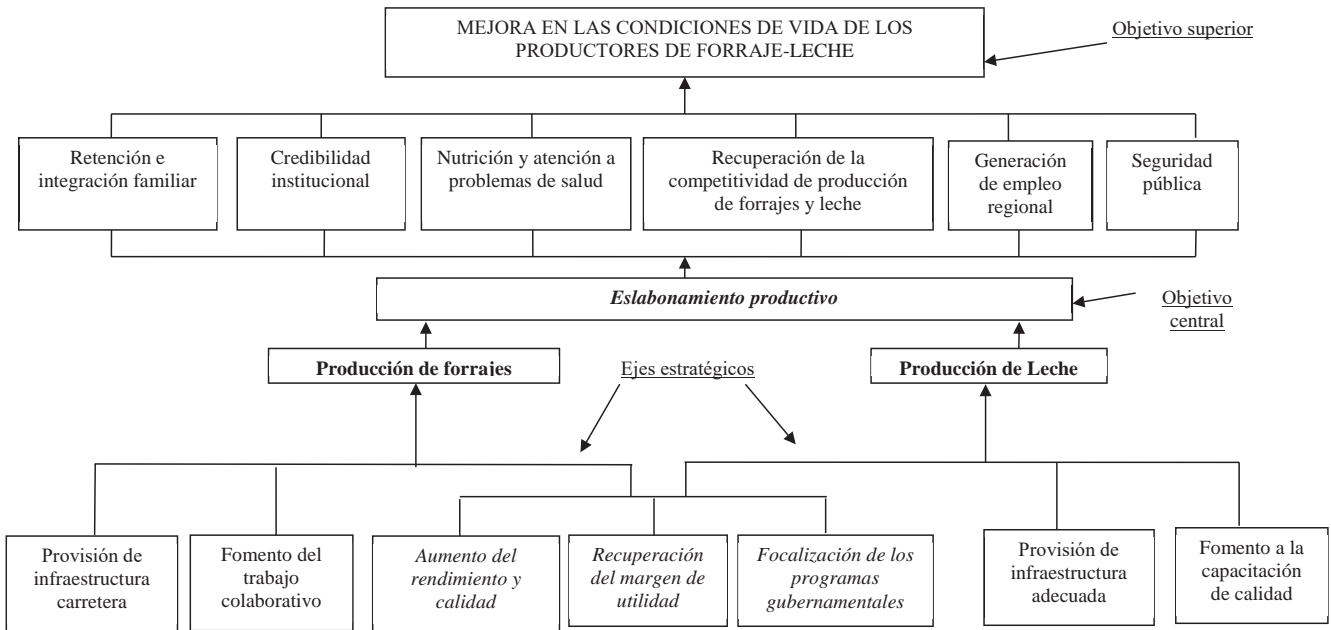 MEJORA EN LAS CONDICIONES DE VIDA DE LOS
PRODUCTORES DE FORRAJE-LECHE
Objetivo superior
Retención e
integración familiar
Credibilidad
institucional
Nutrición y atención a
problemas de salud
Recuperación de la
competitividad de producción
de forrajes y leche
Generación
de empleo
regional
Seguridad
pública
Eslabonamiento productivo
Objetivo
central
Producción de forrajes
Ejes estratégicos
Producción de Leche
Provisión de
infraestructura
carretera
Fomento del
trabajo
colaborativo
Aumento del
rendimiento y
calidad
Recuperación
del margen de
utilidad
Focalización de los
programas
gubernamentales
Provisión de
infraestructura
adecuada
Fomento a la
capacitación
de calidad